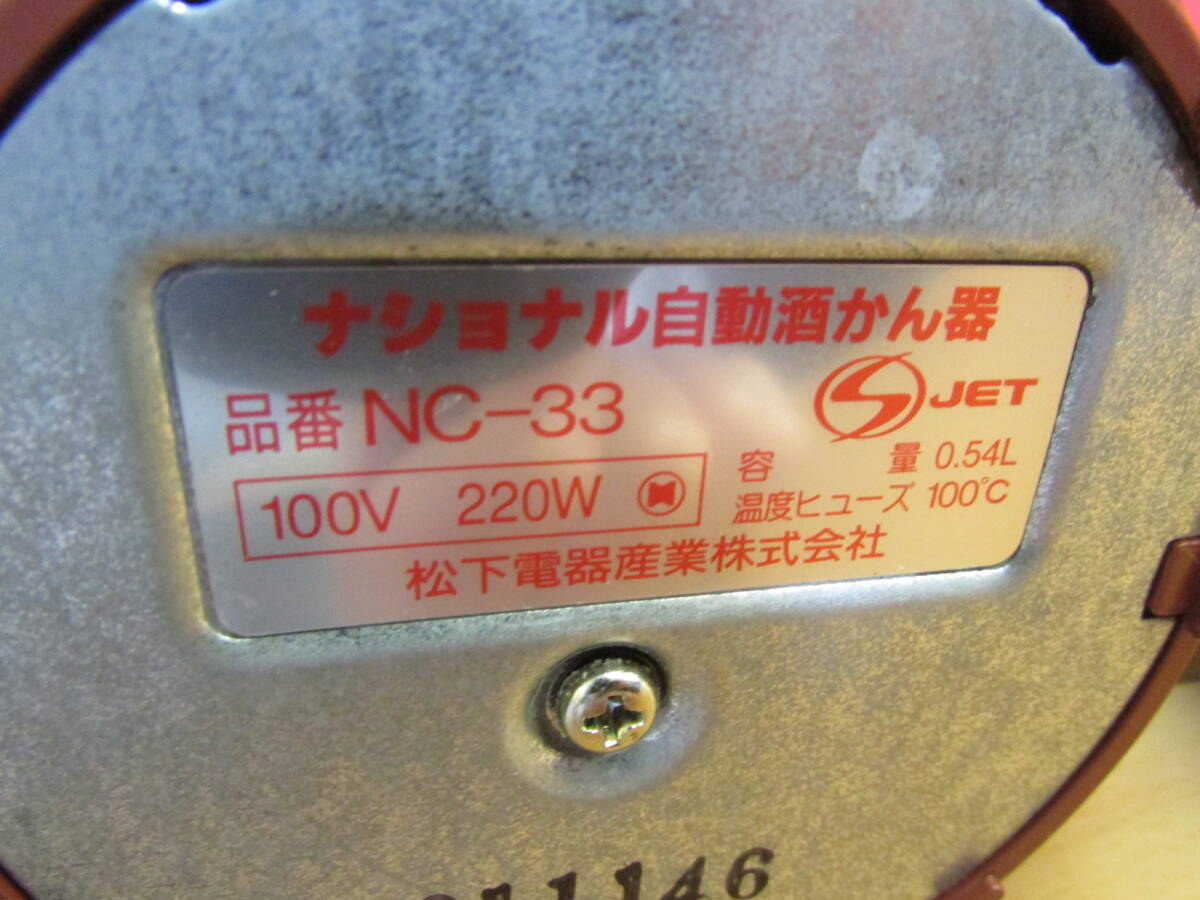 ナショナル自動酒かん器
品番 NC-33
JET
100V 220W
容 量 0.54L
温度ヒューズ 100℃
松下電器産業株式会社
11146